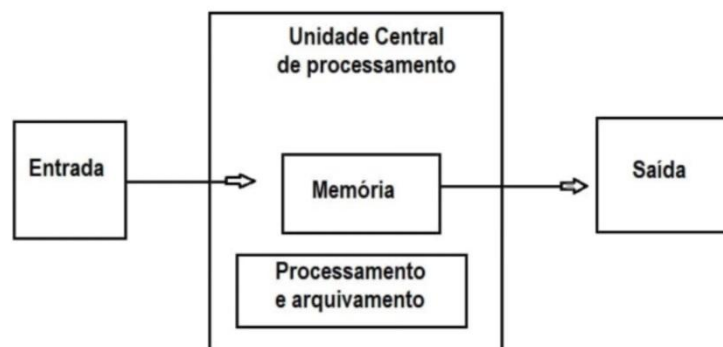 Unidade Central
de processamento
Entrada
Memória
Saída
Processamento
e arquivamento